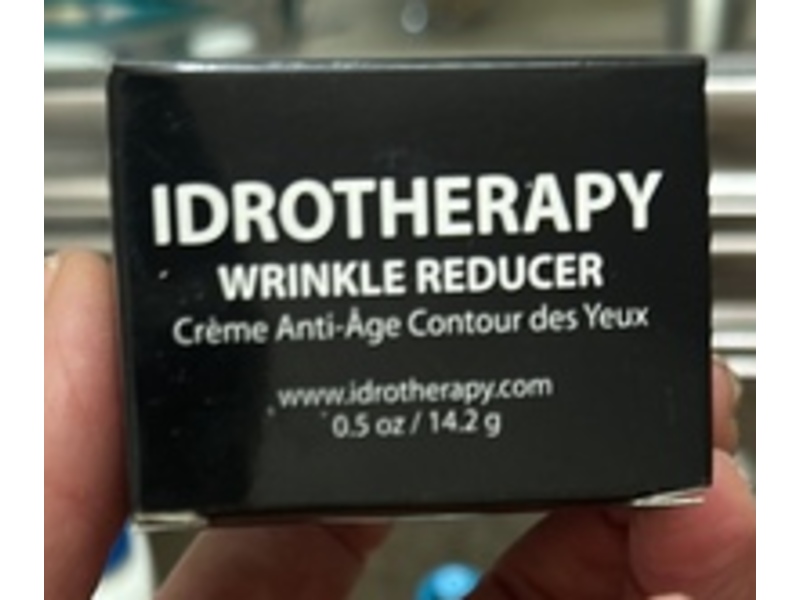 IDROTHERAPY
WRINKLE REDUCER
Crème Anti-Âge Contour des Yeux
www.idrotherapy.com
0.5 oz / 14.2 g